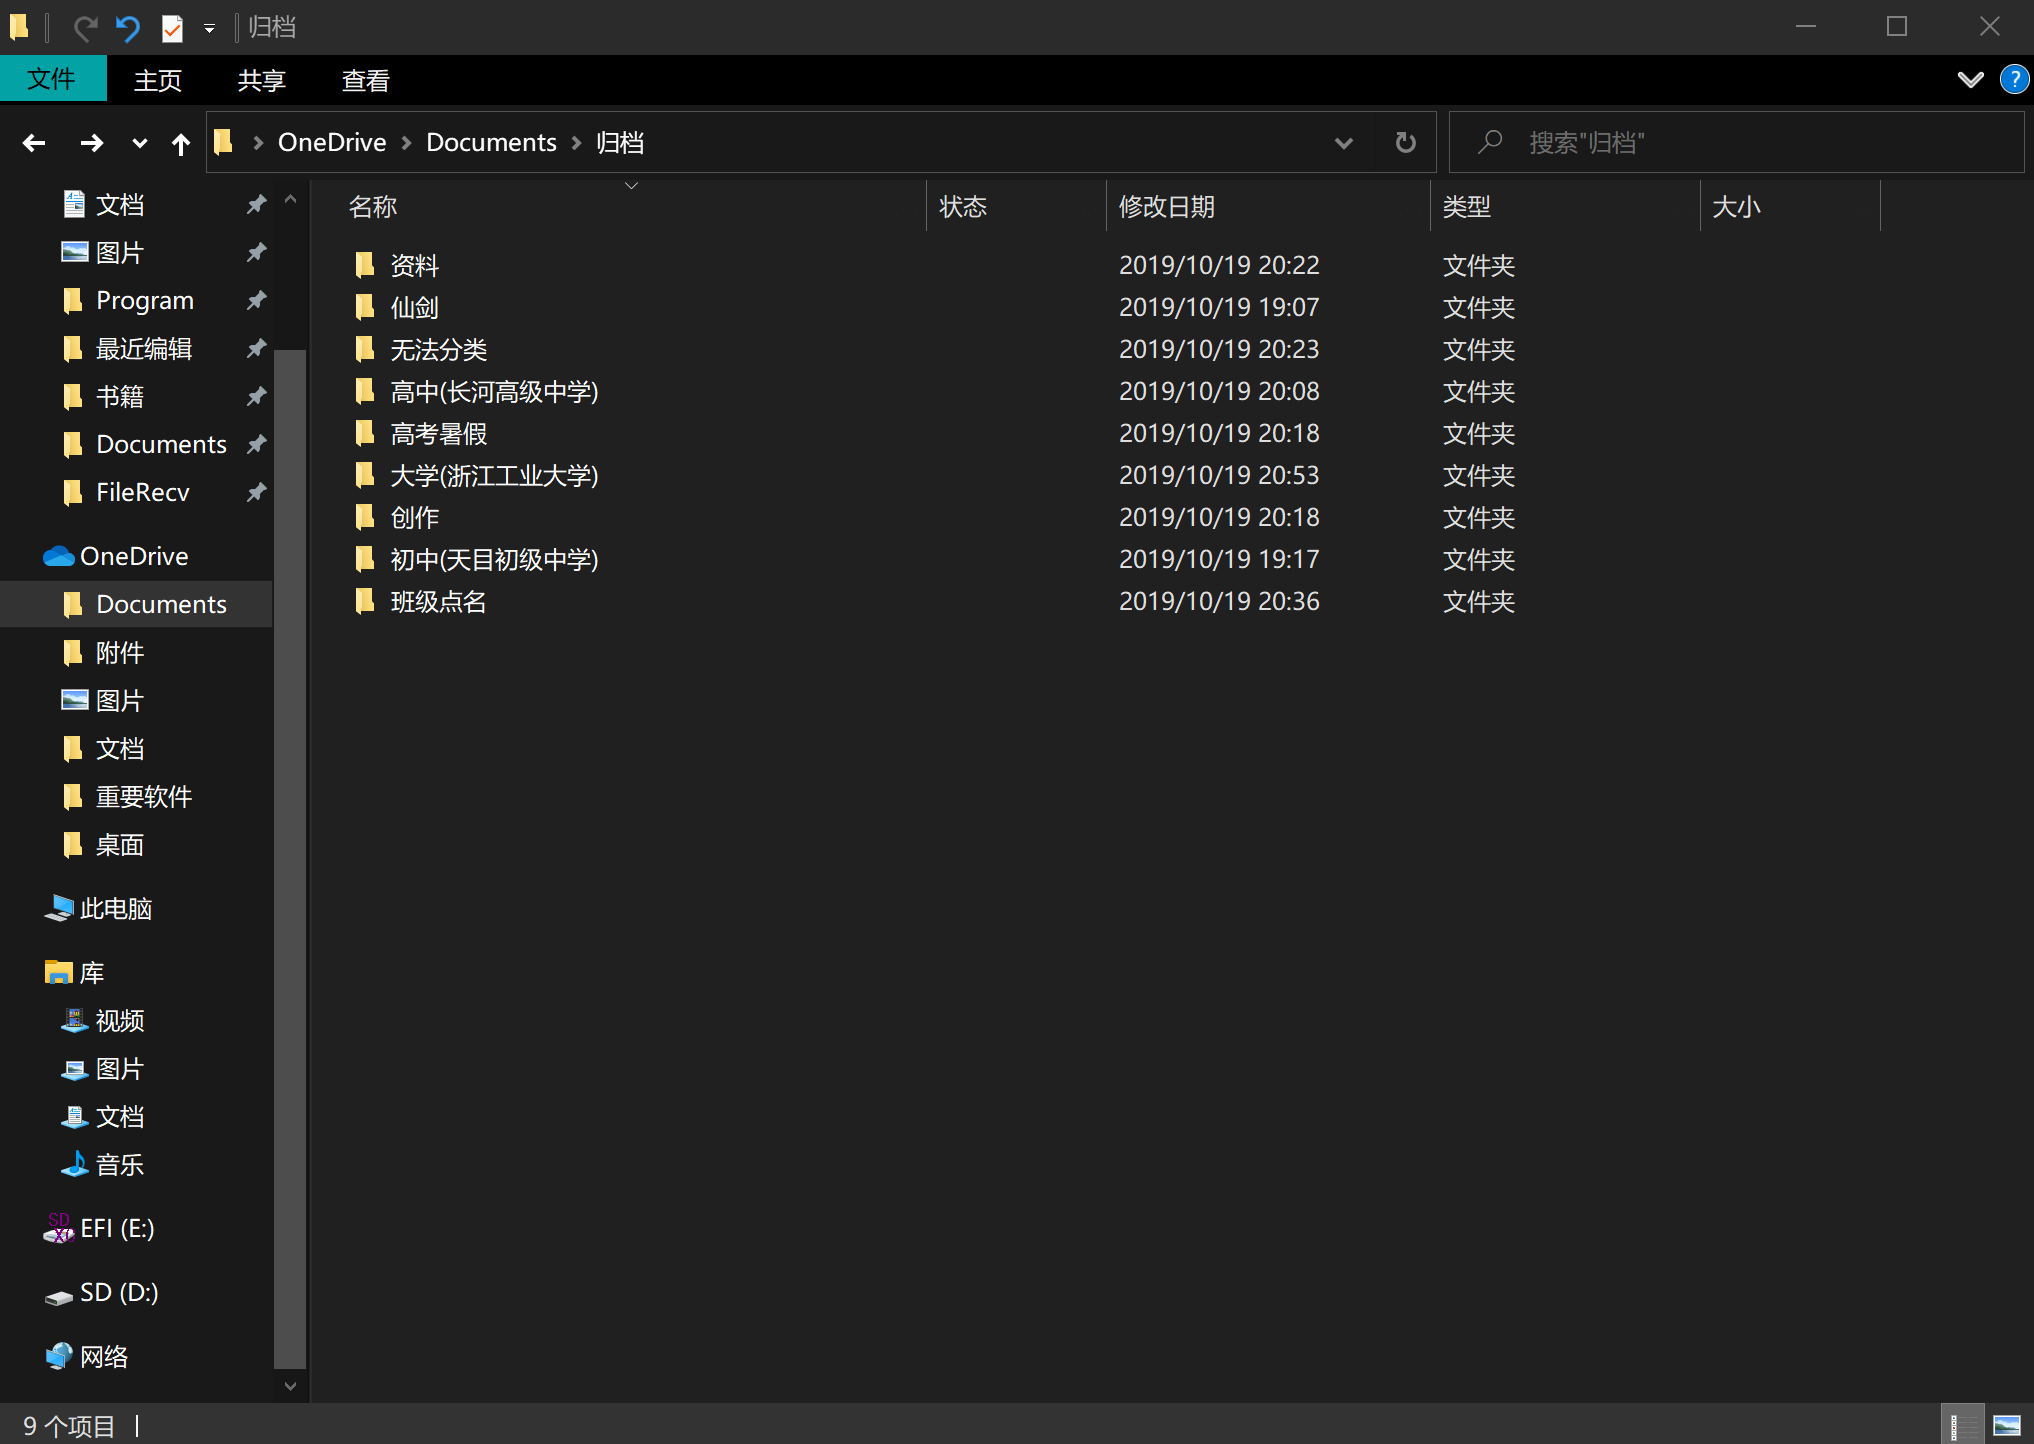 归档
文件 主页 共享 查看
OneDrive Documents 归档
搜索"归档"
文档
图片
Program
最近编辑
书籍
Documents
FileRecv
OneDrive
Documents
附件
图片
文档
重要软件
桌面
此电脑
库
视频
图片
文档
音乐
EFI (E:)
SD (D:)
网络
名称 状态 修改日期 类型 大小
资料 2019/10/19 20:22 文件夹
仙剑 2019/10/19 19:07 文件夹
无法分类 2019/10/19 20:23 文件夹
高中(长河高级中学) 2019/10/19 20:08 文件夹
高考暑假 2019/10/19 20:18 文件夹
大学(浙江工业大学) 2019/10/19 20:53 文件夹
创作 2019/10/19 20:18 文件夹
初中(天目初级中学) 2019/10/19 19:17 文件夹
班级点名 2019/10/19 20:36 文件夹
9 个项目